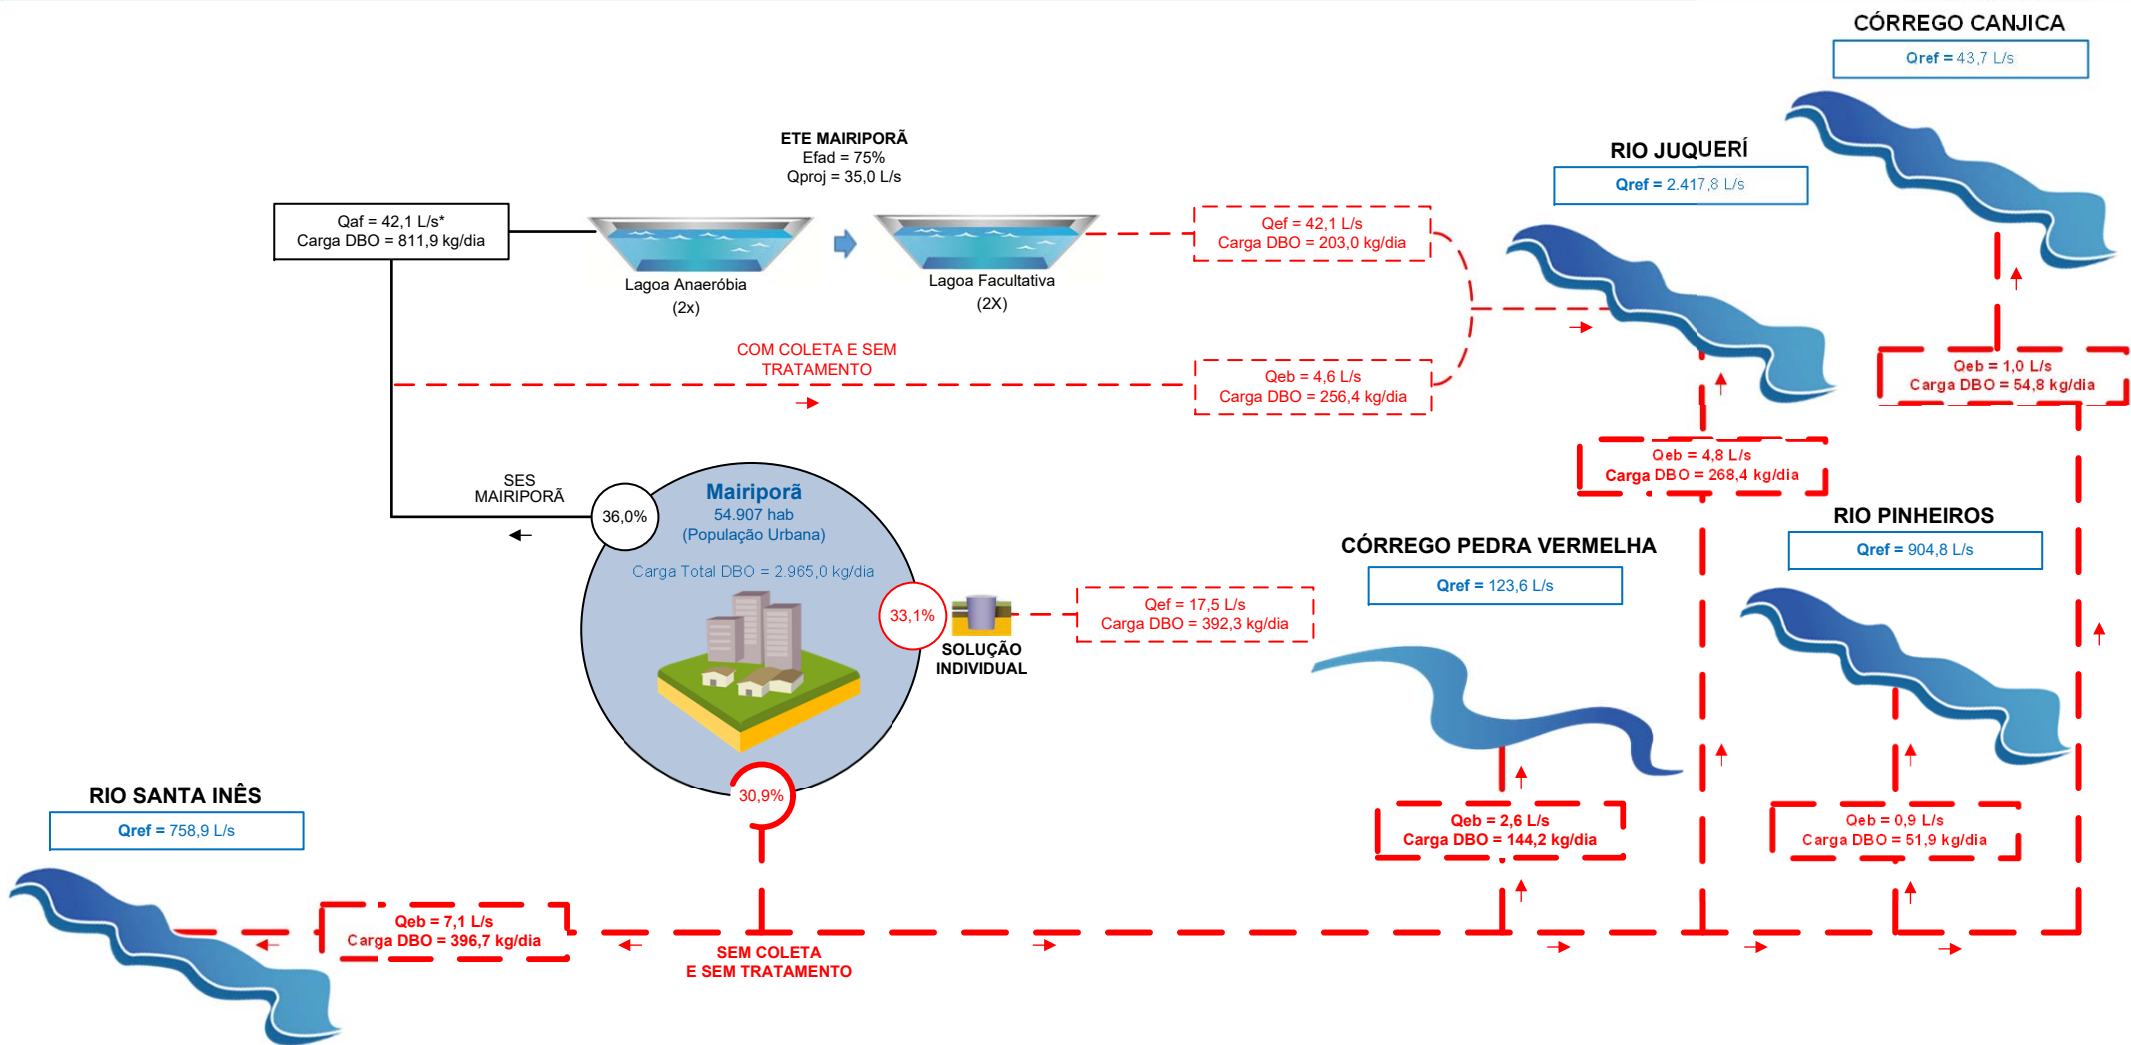 CÓRREGO CANJICA
Qref = 43,7 L/s
ETE MAIRIPORÃ
Efad = 75%
Qproj = 35,0 L/s
RIO JUQUERÍ
Qref = 2.417,8 L/s
Qaf = 42,1 L/s*
Carga DBO = 811,9 kg/dia
Lagoa Anaeróbia
(2x)
Lagoa Facultativa
(2X)
Qef = 42,1 L/s
Carga DBO = 203,0 kg/dia
COM COLETA E SEM
TRATAMENTO
Qeb = 4,6 L/s
Carga DBO = 256,4 kg/dia
Qeb = 1,0 L/s
Carga DBO = 54,8 kg/dia
Qeb = 4,8 L/s
Carga DBO = 268,4 kg/dia
SES
MAIRIPORÃ
36,0%
Mairiporã
54.907 hab
(População Urbana)
Carga Total DBO = 2.965,0 kg/dia
33,1%
SOLUÇÃO
INDIVIDUAL
Qef = 17,5 L/s
Carga DBO = 392,3 kg/dia
CÓRREGO PEDRA VERMELHA
Qref = 123,6 L/s
RIO PINHEIROS
Qref = 904,8 L/s
30,9%
RIO SANTA INÊS
Qref = 758,9 L/s
Qeb = 2,6 L/s
Carga DBO = 144,2 kg/dia
Qeb = 0,9 L/s
Carga DBO = 51,9 kg/dia
Qeb = 7,1 L/s
Carga DBO = 396,7 kg/dia
SEM COLETA
E SEM TRATAMENTO